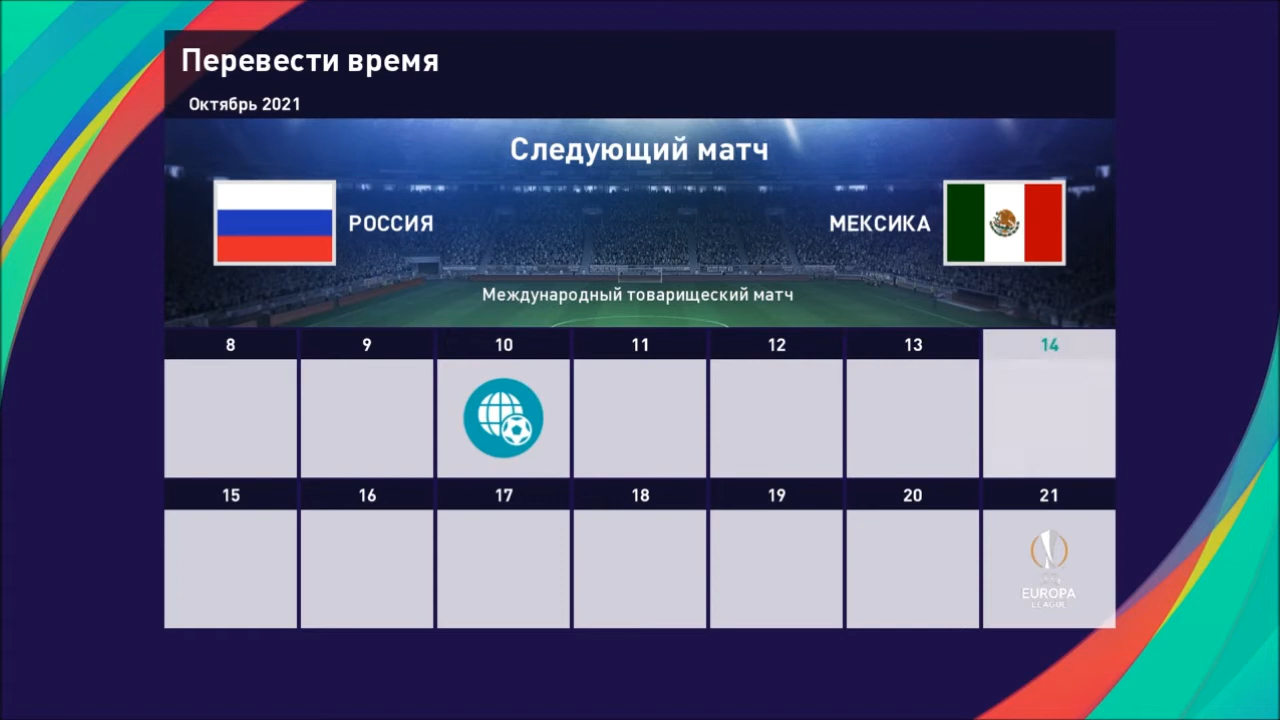 Перевести время
Октябрь 2021
Следующий матч
РОССИЯ
МЕКСИКА
Международный товарищеский матч
8 9 10 11 12 13 14
15 16 17 18 19 20 21
EUROPA
LEAGUE